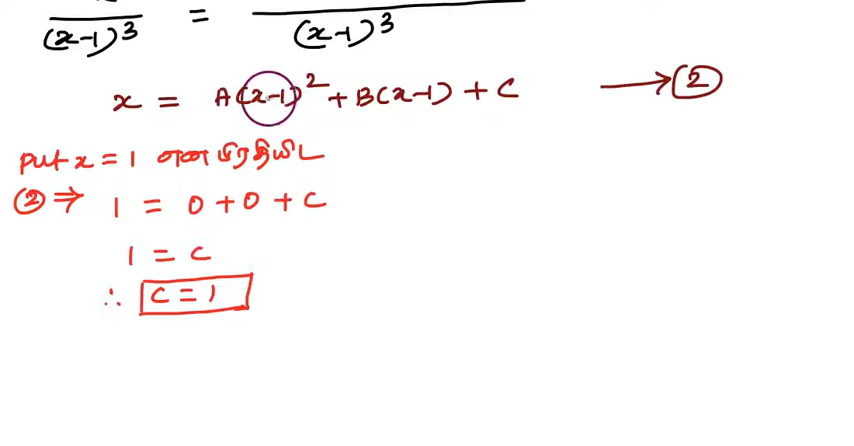 (x-1)³ = (x-1)³
x = A(x-1)² + B(x-1) + C ⟶ ②
put x = 1 என பிரதியிட
② ⇒ 1 = 0 + 0 + C
1 = C
∴ C = 1